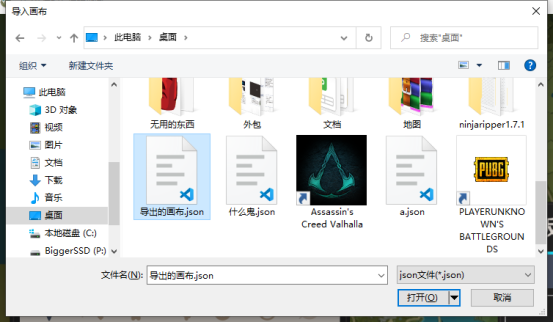 导入画布
此电脑 › 桌面 ›
搜索"桌面"
组织 新建文件夹
此电脑
3D 对象
视频
图片
文档
下载
音乐
桌面
本地磁盘 (C:)
BiggerSSD (P:)
无用的东西
外包
文档
地图
ninjaripper1.7.1
导出的画布.json
什么鬼.json
Assassin's
Creed Valhalla
a.json
PUBG
PLAYERUNKNOW
N'S
BATTLEGROUN
DS
文件名(N): 导出的画布.json
json文件(*.json)
打开(O)
取消